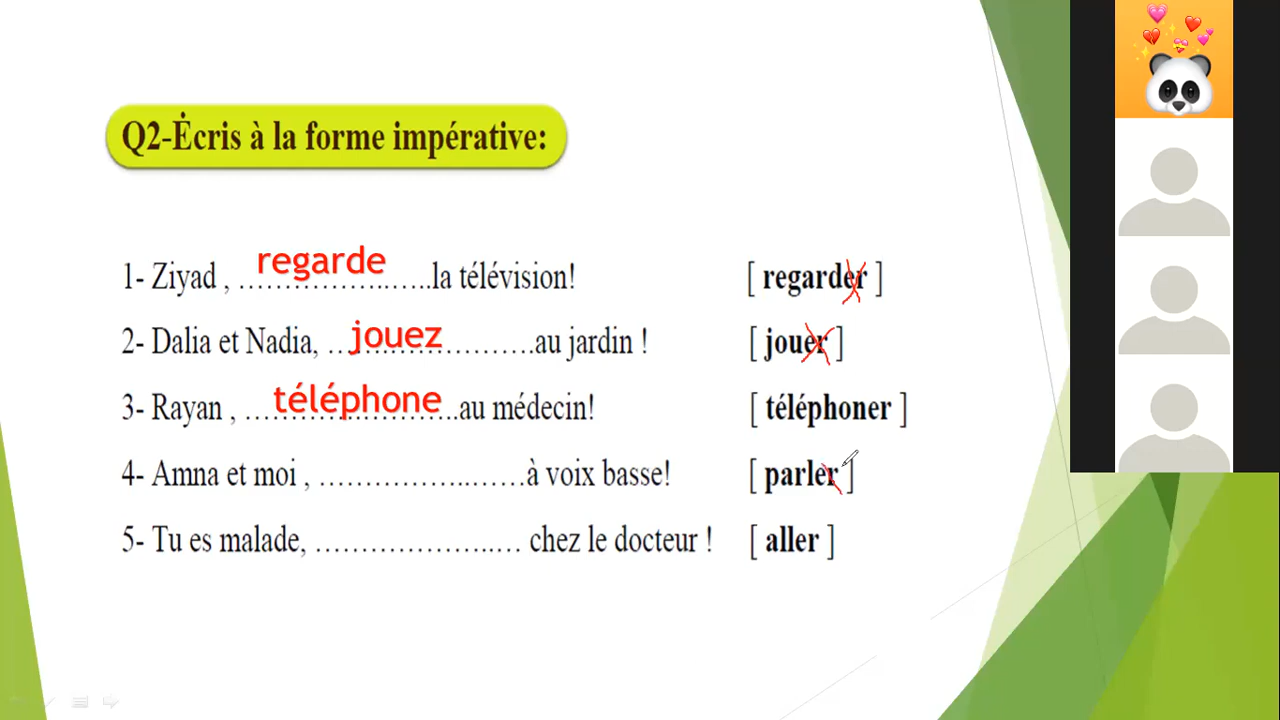 Q2-Ėcris à la forme impérative:
1- Ziyad , regarde ……………..…..la télévision! [ regarder ]
2- Dalia et Nadia, jouez ………………….au jardin ! [ jouer ]
3- Rayan , téléphone …………………..au médecin! [ téléphoner ]
4- Amna et moi , ……………..……à voix basse! [ parler ]
5- Tu es malade, ………………..… chez le docteur ! [ aller ]